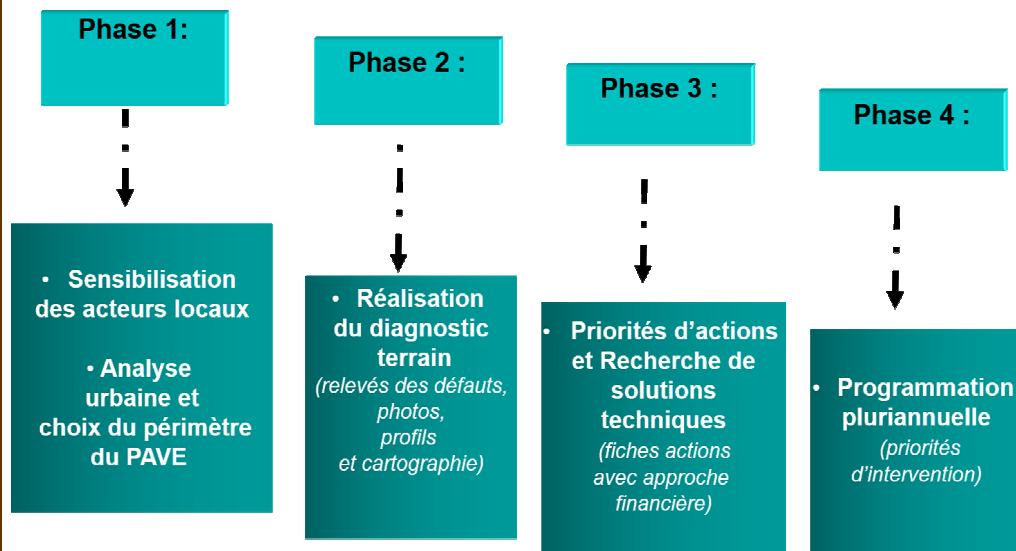 Phase 1:
• Sensibilisation
des acteurs locaux
• Analyse
urbaine et
choix du périmètre
du PAVE
Phase 2 :
• Réalisation
du diagnostic
terrain
(relevés des défauts,
photos,
profils
et cartographie)
Phase 3 :
• Priorités d’actions
et Recherche de
solutions
techniques
(fiches actions
avec approche
financière)
Phase 4 :
• Programmation
pluriannuelle
(priorités
d’intervention)